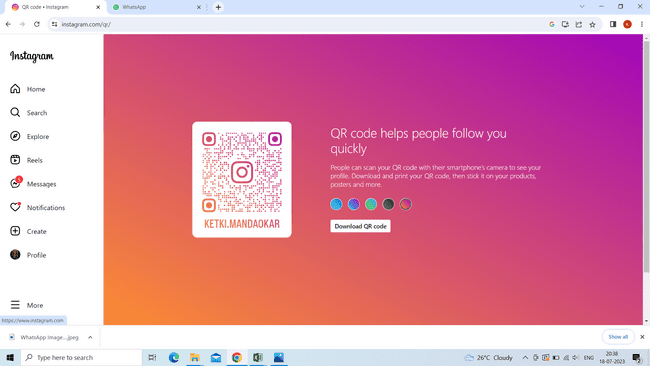 QR code • Instagram
WhatsApp
instagram.com/qr/
Instagram
Home
Search
Explore
Reels
Messages
1
Notifications
Create
Profile
More
QR code helps people follow you
quickly
People can scan your QR code with their smartphone's camera to see your
profile. Download and print your QR code, then stick it on your products,
posters and more.
Download QR code
KETKI.MANDAOKAR
https://www.instagram.com
WhatsApp Image....jpeg
Show all
Type here to search
26°C Cloudy
ENG
20:38
18-07-2023
2